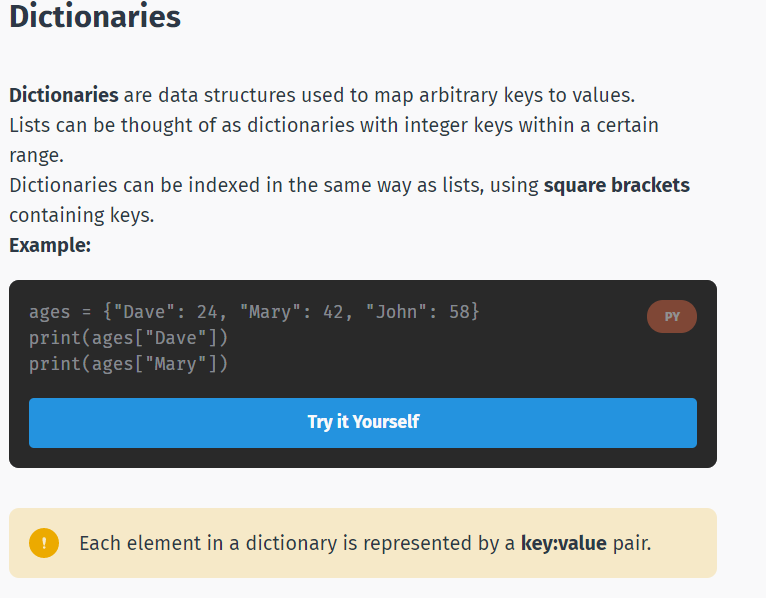 Dictionaries
Dictionaries are data structures used to map arbitrary keys to values.
Lists can be thought of as dictionaries with integer keys within a certain
range.
Dictionaries can be indexed in the same way as lists, using square brackets
containing keys.
Example:
ages = {"Dave": 24, "Mary": 42, "John": 58}
PY
print(ages["Dave"])
print(ages["Mary"])
Try it Yourself
! Each element in a dictionary is represented by a key:value pair.